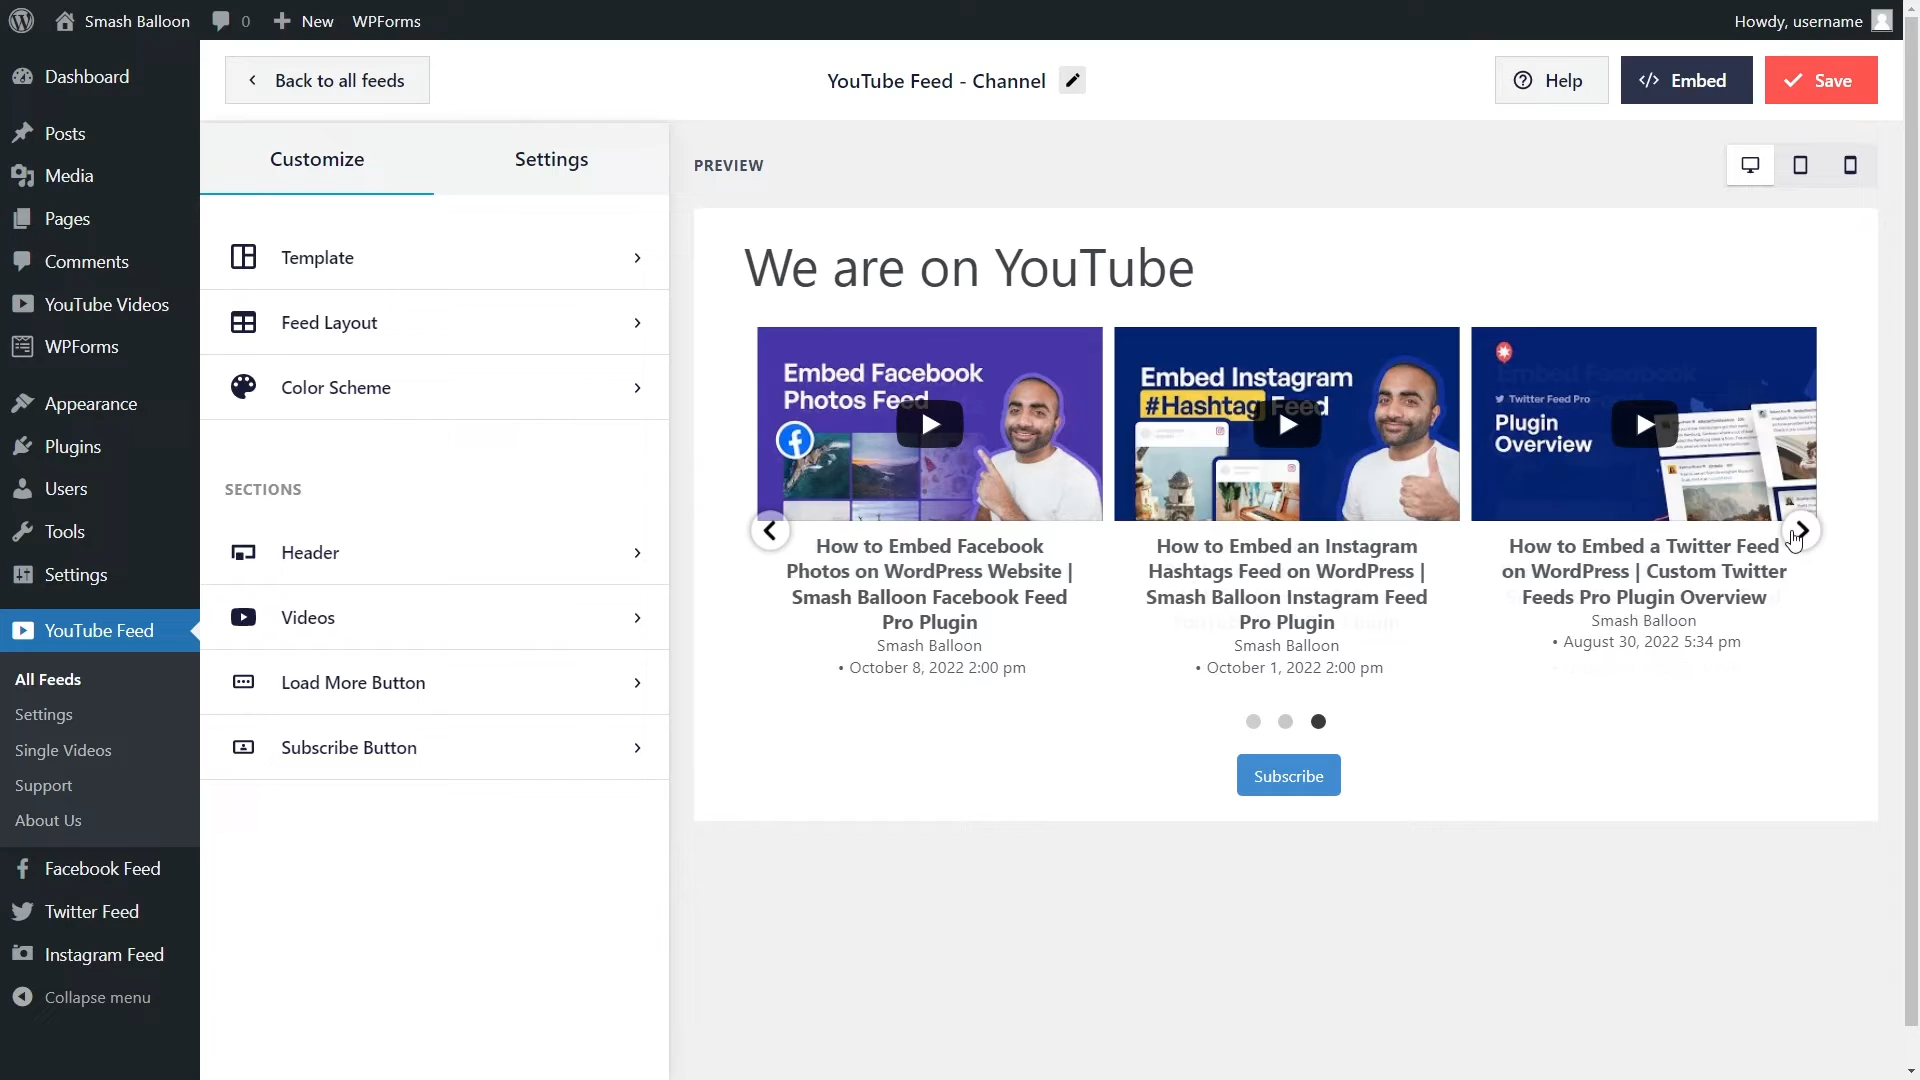 Smash Balloon
0
New
WPForms
Howdy, username
Dashboard
Posts
Media
Pages
Comments
YouTube Videos
WPForms
Appearance
Plugins
Users
Tools
Settings
YouTube Feed
All Feeds
Settings
Single Videos
Support
About Us
Facebook Feed
Twitter Feed
Instagram Feed
Collapse menu
Back to all feeds
YouTube Feed - Channel
Help
</> Embed
Save
Customize
Settings
Template
Feed Layout
Color Scheme
SECTIONS
Header
Videos
Load More Button
Subscribe Button
PREVIEW
We are on YouTube
Embed Facebook
Photos Feed
How to Embed Facebook
Photos on WordPress Website |
Smash Balloon Facebook Feed
Pro Plugin
Smash Balloon
• October 8, 2022 2:00 pm
Embed Instagram
#Hashtag Feed
How to Embed an Instagram
Hashtags Feed on WordPress |
Smash Balloon Instagram Feed
Pro Plugin
Smash Balloon
• October 1, 2022 2:00 pm
Twitter Feed Pro
Plugin
Overview
How to Embed a Twitter Feed
on WordPress | Custom Twitter
Feeds Pro Plugin Overview
Smash Balloon
• August 30, 2022 5:34 pm
Subscribe